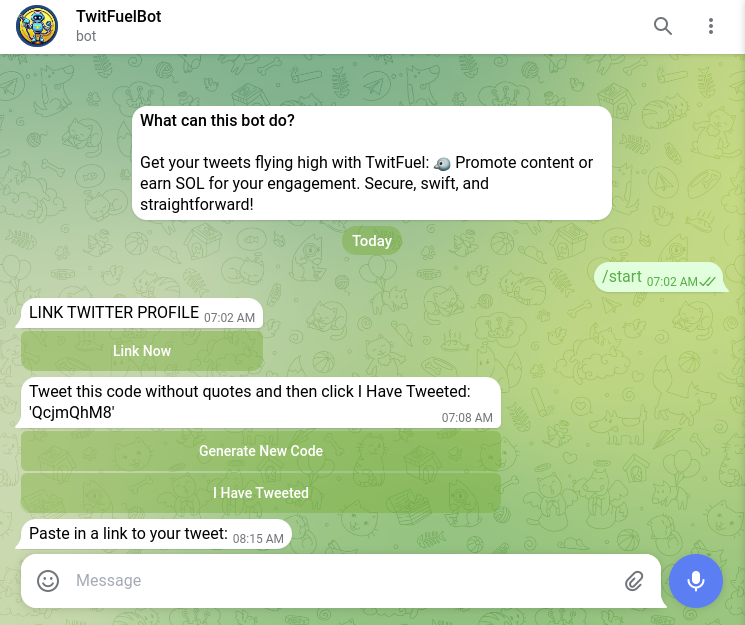 TwitFuelBot
bot
What can this bot do?
Get your tweets flying high with TwitFuel: Promote content or
earn SOL for your engagement. Secure, swift, and
straightforward!
Today
/start 07:02 AM
LINK TWITTER PROFILE 07:02 AM
Link Now
Tweet this code without quotes and then click I Have Tweeted:
'QcjmQhM8'
07:08 AM
Generate New Code
I Have Tweeted
Paste in a link to your tweet: 08:15 AM
Message